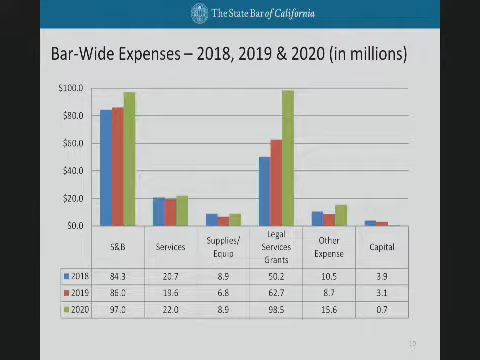 The State Bar of California
Bar-Wide Expenses – 2018, 2019 & 2020 (in millions)
$100.0
$80.0
$60.0
$40.0
$20.0
$0.0
S&B Services Supplies/ Equip Legal Services Grants Other Expense Capital
2018 84.3 20.7 8.9 50.2 10.5 3.9
2019 86.0 19.6 6.8 62.7 8.7 3.1
2020 97.0 22.0 8.9 98.5 15.6 0.7
10